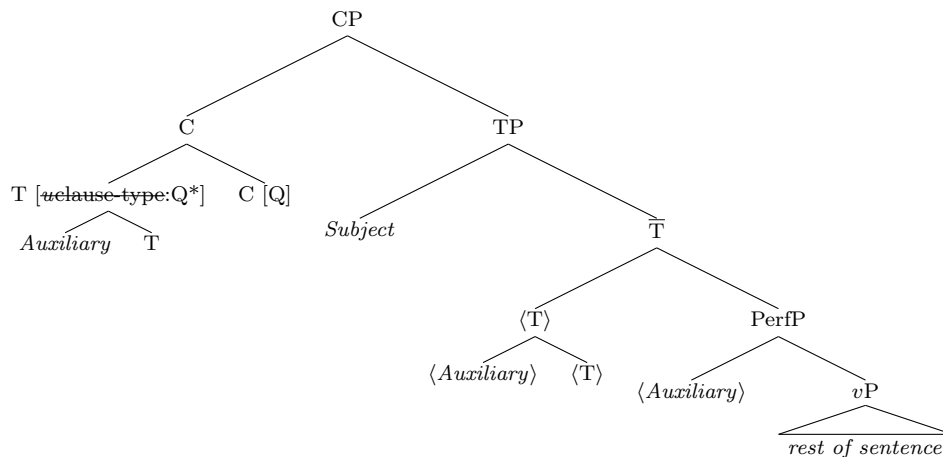 CP
C TP
T [uclause-type:Q*] C [Q]
Subject T̅
Auxiliary T
⟨T⟩ PerfP
⟨Auxiliary⟩ ⟨T⟩ ⟨Auxiliary⟩ vP
rest of sentence